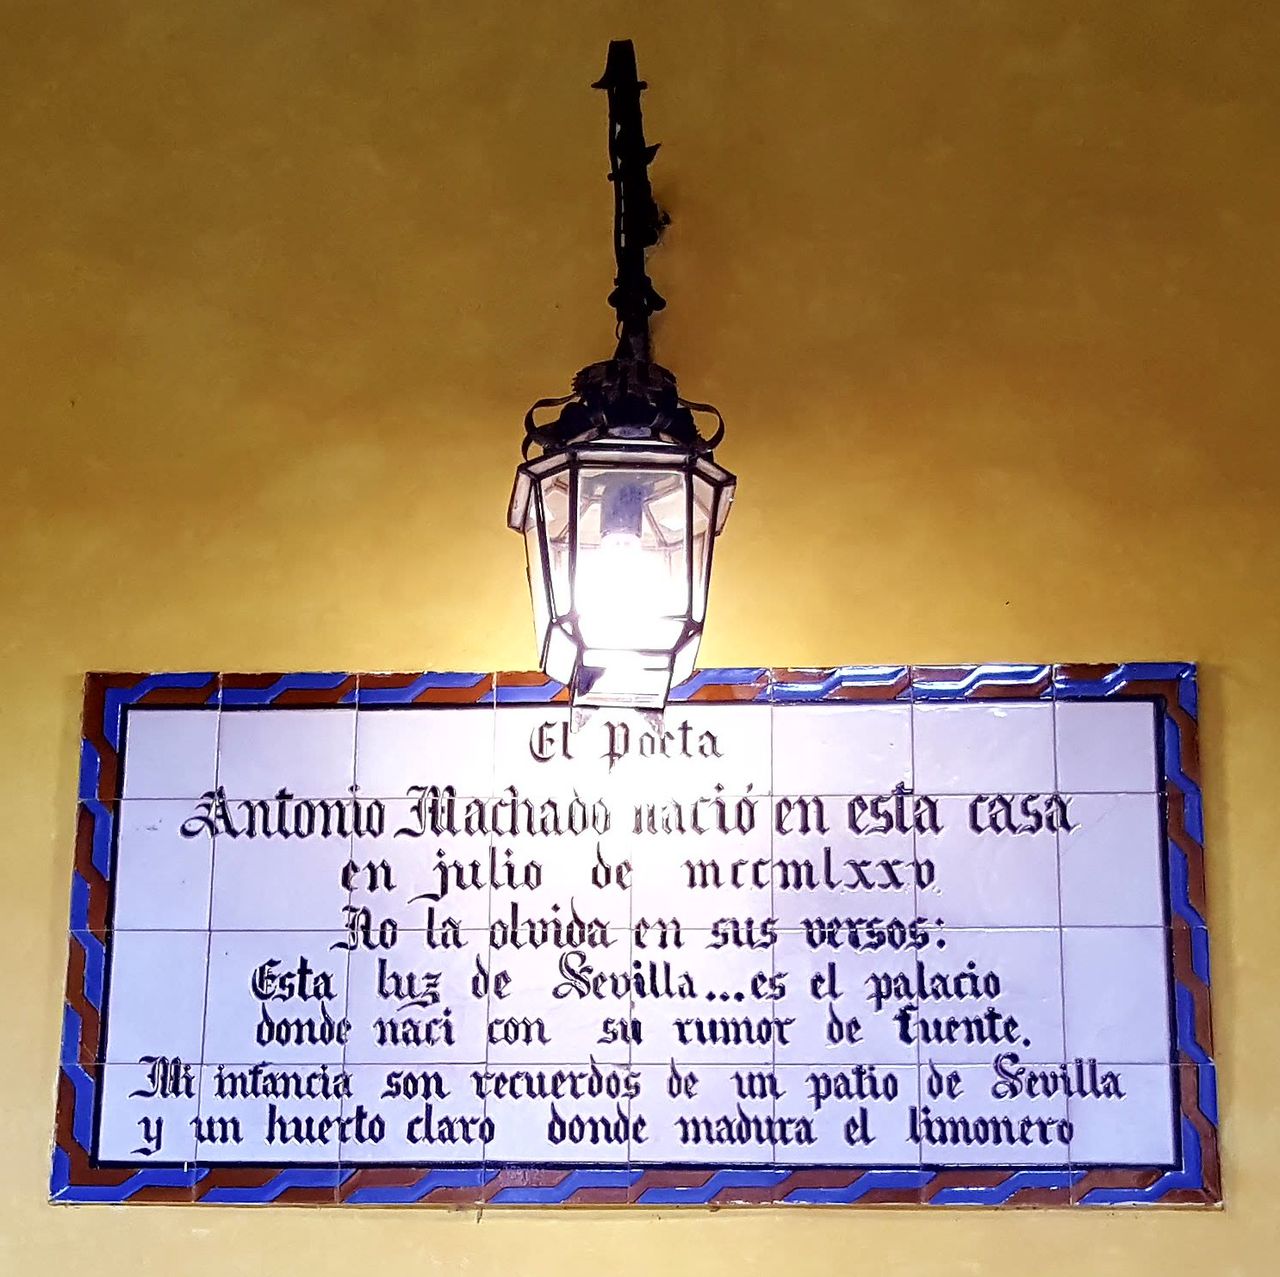 El poeta
Antonio Machado nació en esta casa
en julio de mccmlxxv
No la olvida en sus versos:
Esta luz de Sevilla...es el palacio
donde naci con su rumor de fuente.
Mi infancia son recuerdos de un patio de Sevilla
y un huerto claro donde madura el limonero